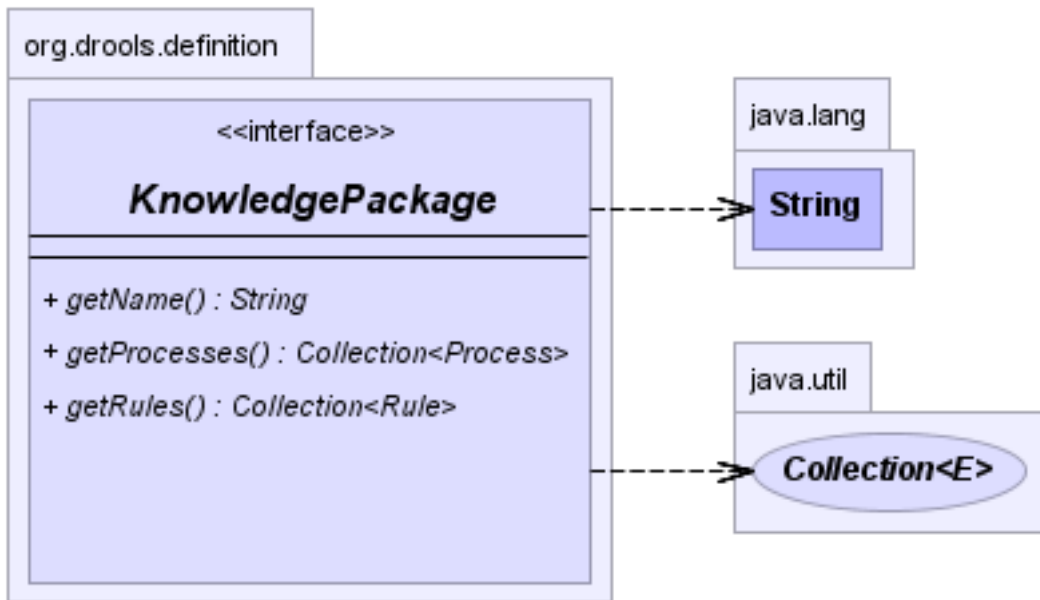 org.drools.definition
<<interface>>
KnowledgePackage
+ getName() : String
+ getProcesses() : Collection<Process>
+ getRules() : Collection<Rule>
java.lang
String
java.util
Collection<E>